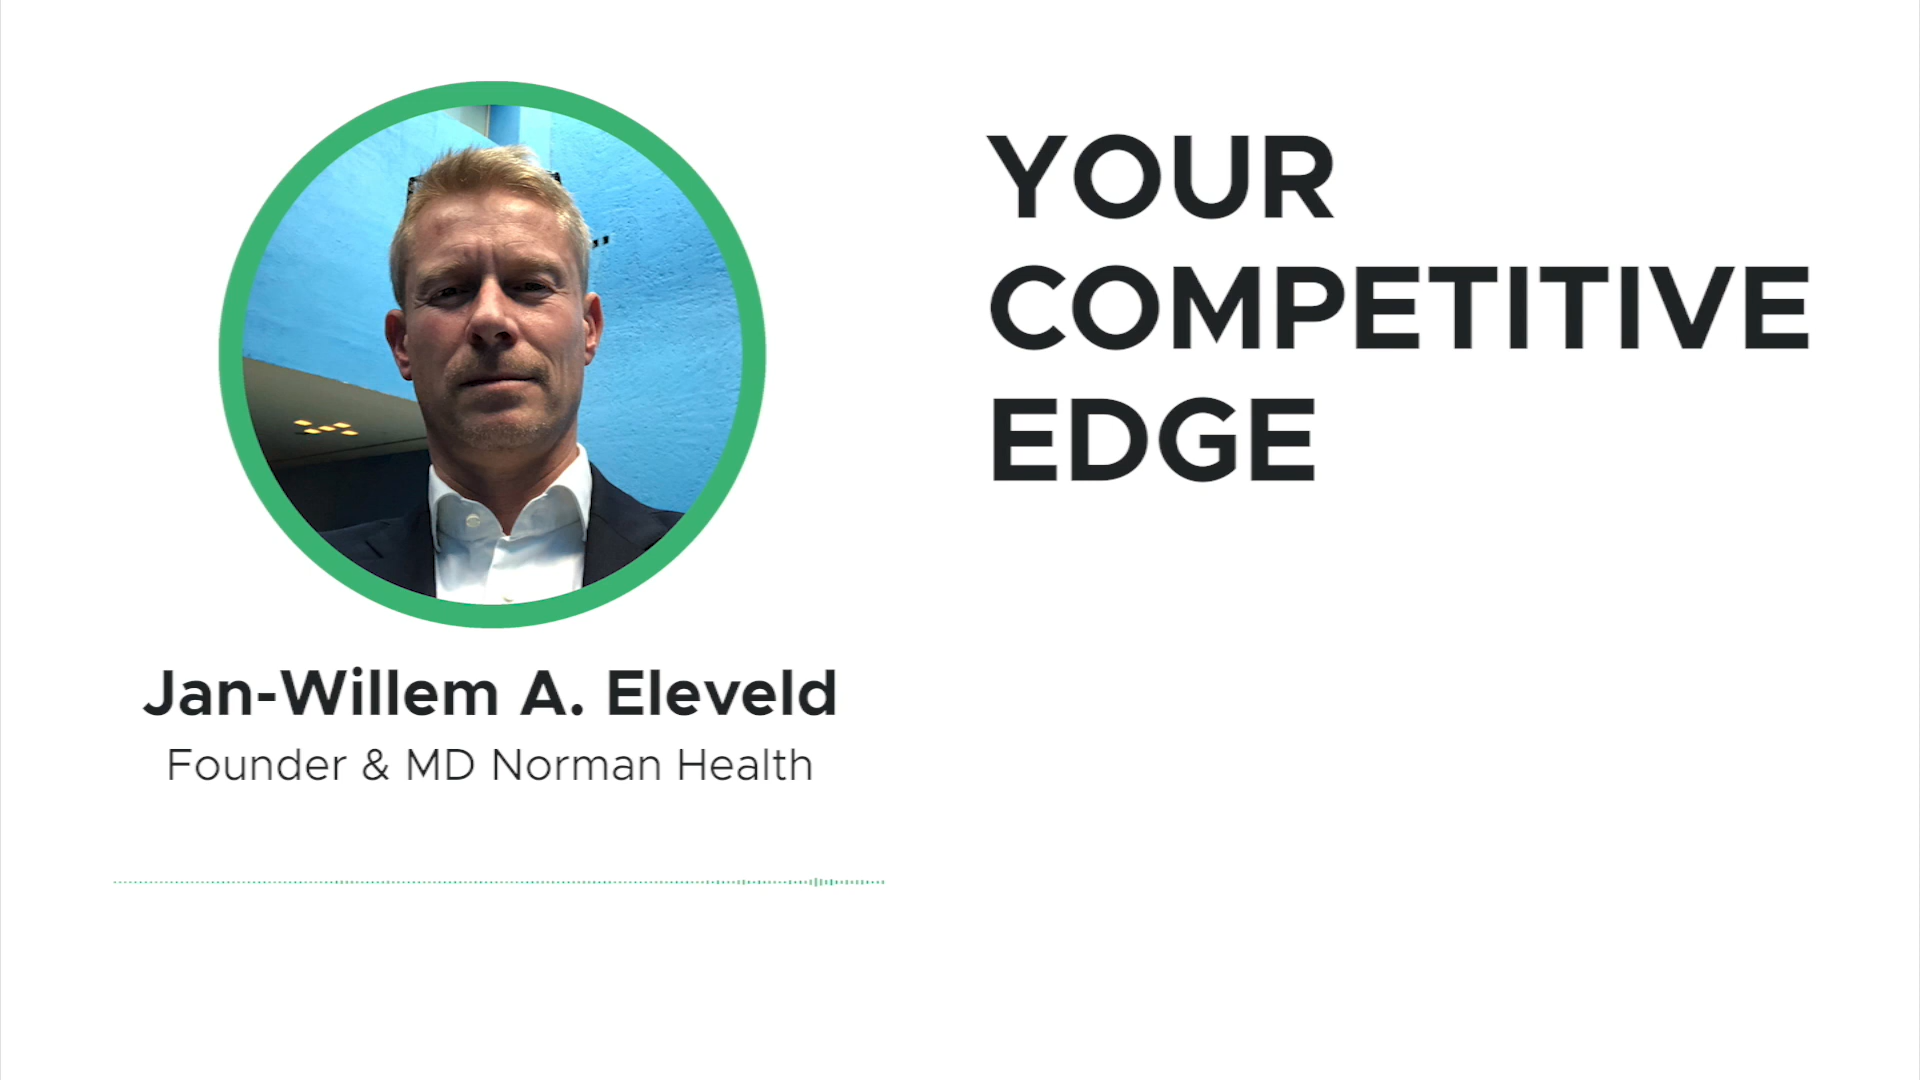 YOUR
COMPETITIVE
EDGE
Jan-Willem A. Eleveld
Founder & MD Norman Health